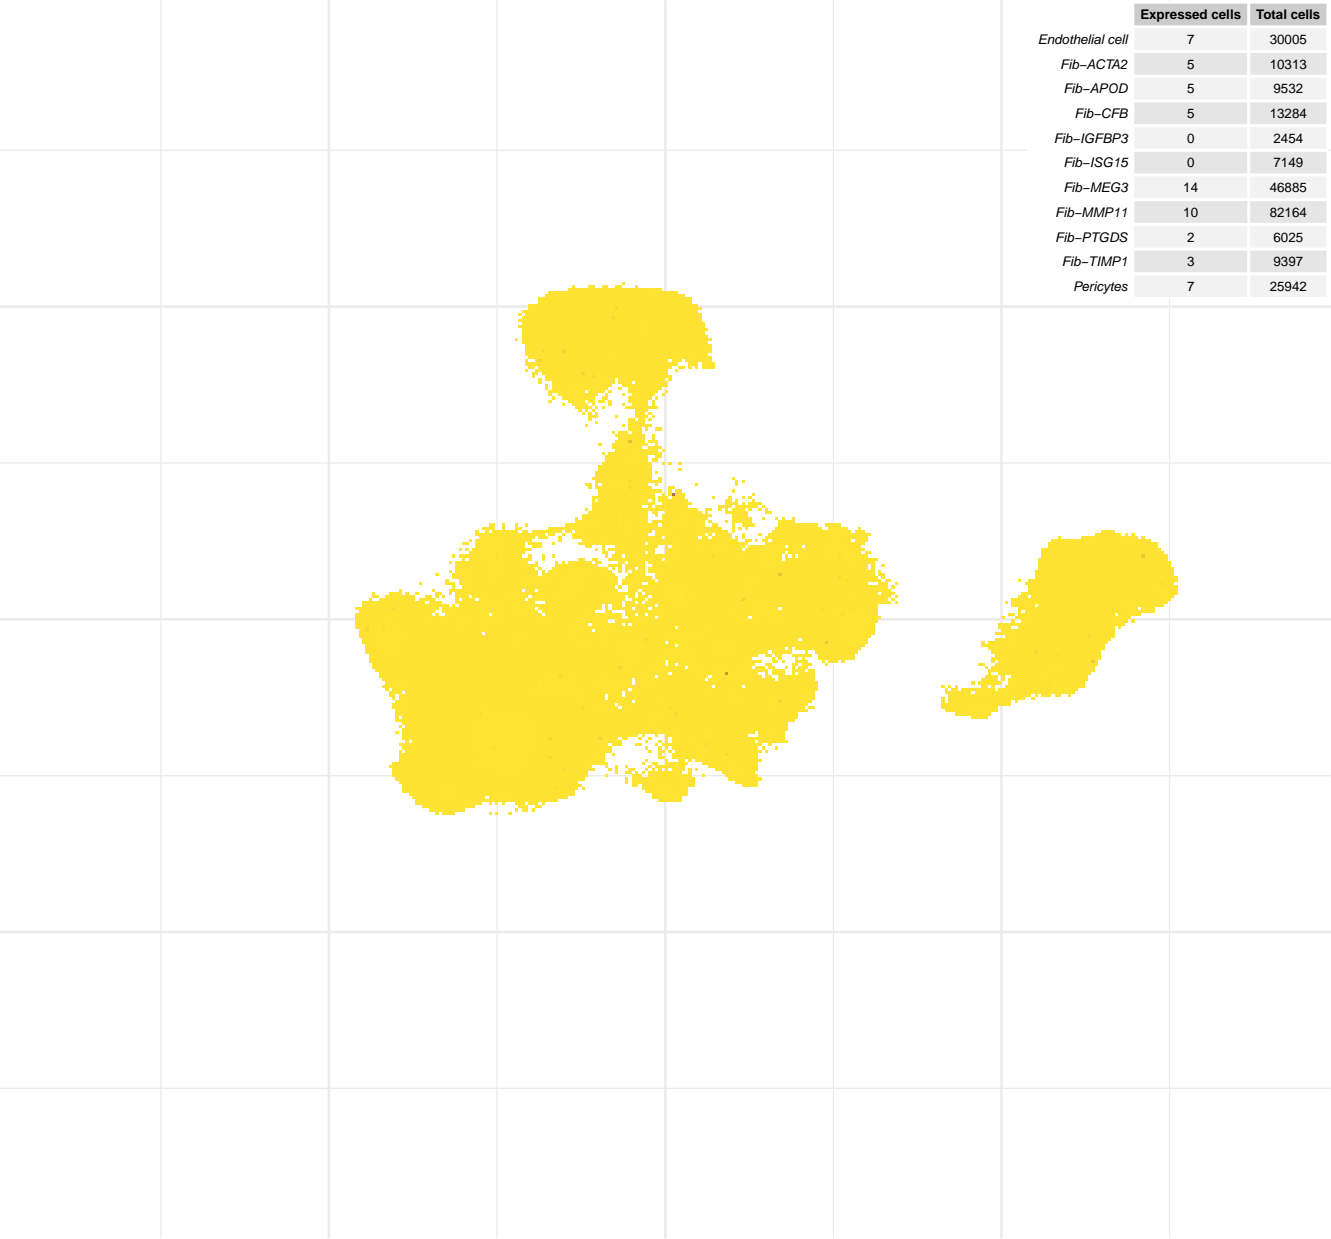 Expressed cells Total cells
Endothelial cell 7 30005
Fib−ACTA2 5 10313
Fib−APOD 5 9532
Fib−CFB 5 13284
Fib−IGFBP3 0 2454
Fib−ISG15 0 7149
Fib−MEG3 14 46885
Fib−MMP11 10 82164
Fib−PTGDS 2 6025
Fib−TIMP1 3 9397
Pericytes 7 25942